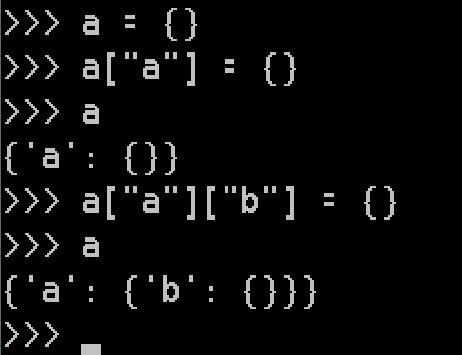 >>> a = {}
>>> a["a"] = {}
>>> a
{'a': {}}
>>> a["a"]["b"] = {}
>>> a
{'a': {'b': {}}}
>>>